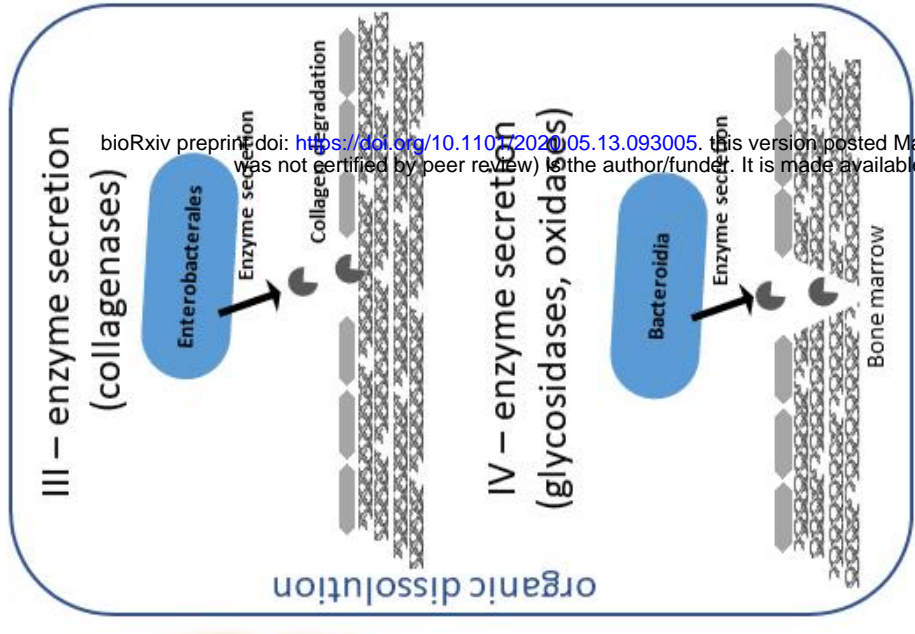 organic dissolution
III – enzyme secretion
(collagenases)
Enterobacterales
Enzyme secretion
Collagen degradation
IV – enzyme secretion
(glycosidases, oxidases)
Bacteroidia
Enzyme secretion
Bone marrow
bioRxiv preprint doi: https://doi.org/10.1101/2020.05.13.093005. this version posted Ma
was not certified by peer review) is the author/funder. It is made available